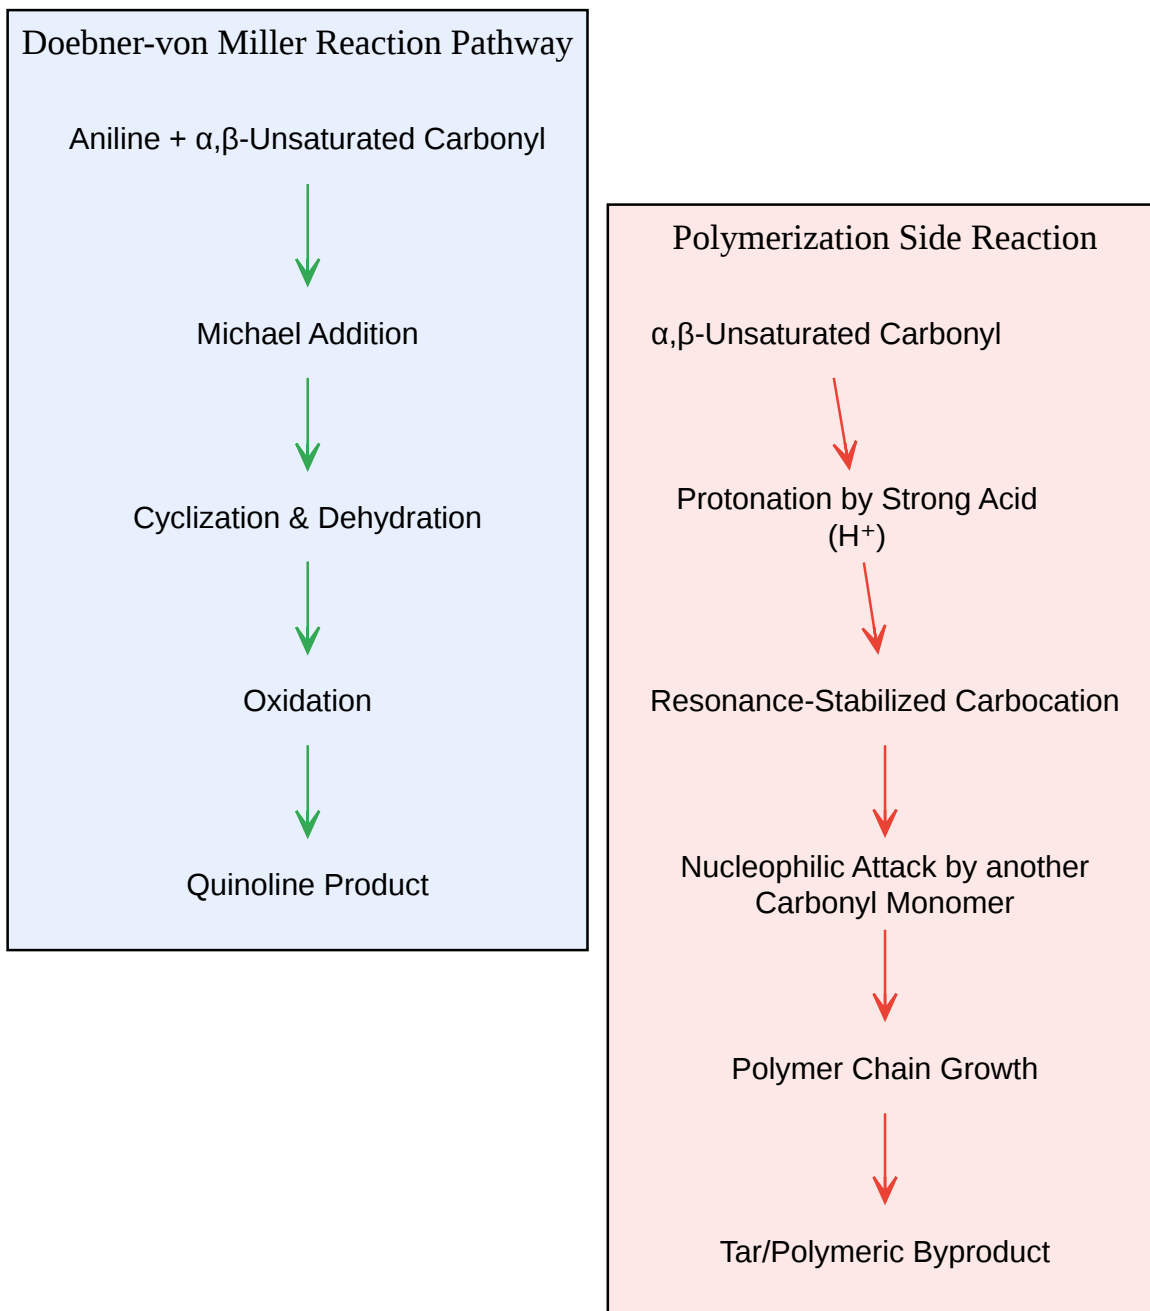 Doebner-von Miller Reaction Pathway
Aniline + α,β-Unsaturated Carbonyl
Michael Addition
Cyclization & Dehydration
Oxidation
Quinoline Product
Polymerization Side Reaction
α,β-Unsaturated Carbonyl
Protonation by Strong Acid
(H⁺)
Resonance-Stabilized Carbocation
Nucleophilic Attack by another
Carbonyl Monomer
Polymer Chain Growth
Tar/Polymeric Byproduct